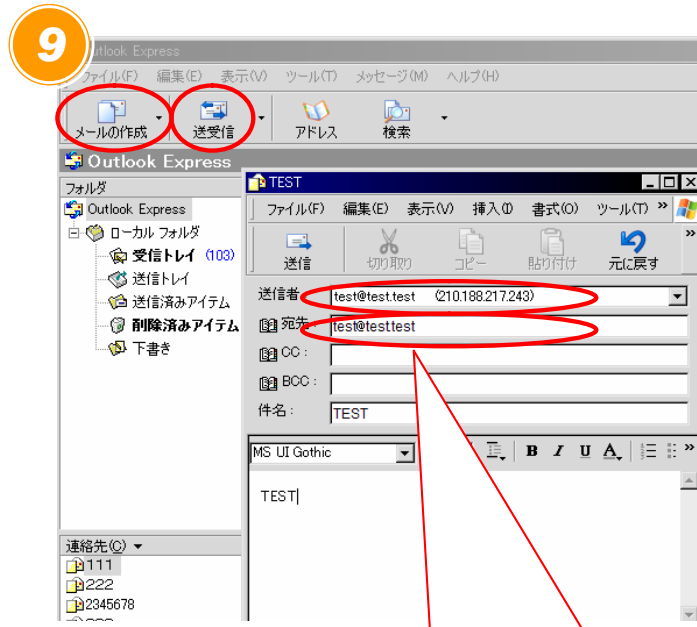 9
utlook Express
ファイル(F) 編集(E) 表示(V) ツール(T) メッセージ(M) ヘルプ(H)
メールの作成 送受信 アドレス 検索
Outlook Express
フォルダ
Outlook Express
ローカル フォルダ
受信トレイ (103)
送信トレイ
送信済みアイテム
削除済みアイテム
下書き
連絡先(C)
111
222
2345678
TEST
ファイル(F) 編集(E) 表示(V) 挿入(I) 書式(O) ツール(T) »
送信 切り取り コピー 貼り付け 元に戻す »
送信者: test@test.test (210.188.217.243)
宛先: test@test.test
CC:
BCC:
件名: TEST
MS UI Gothic B I U A »
TEST